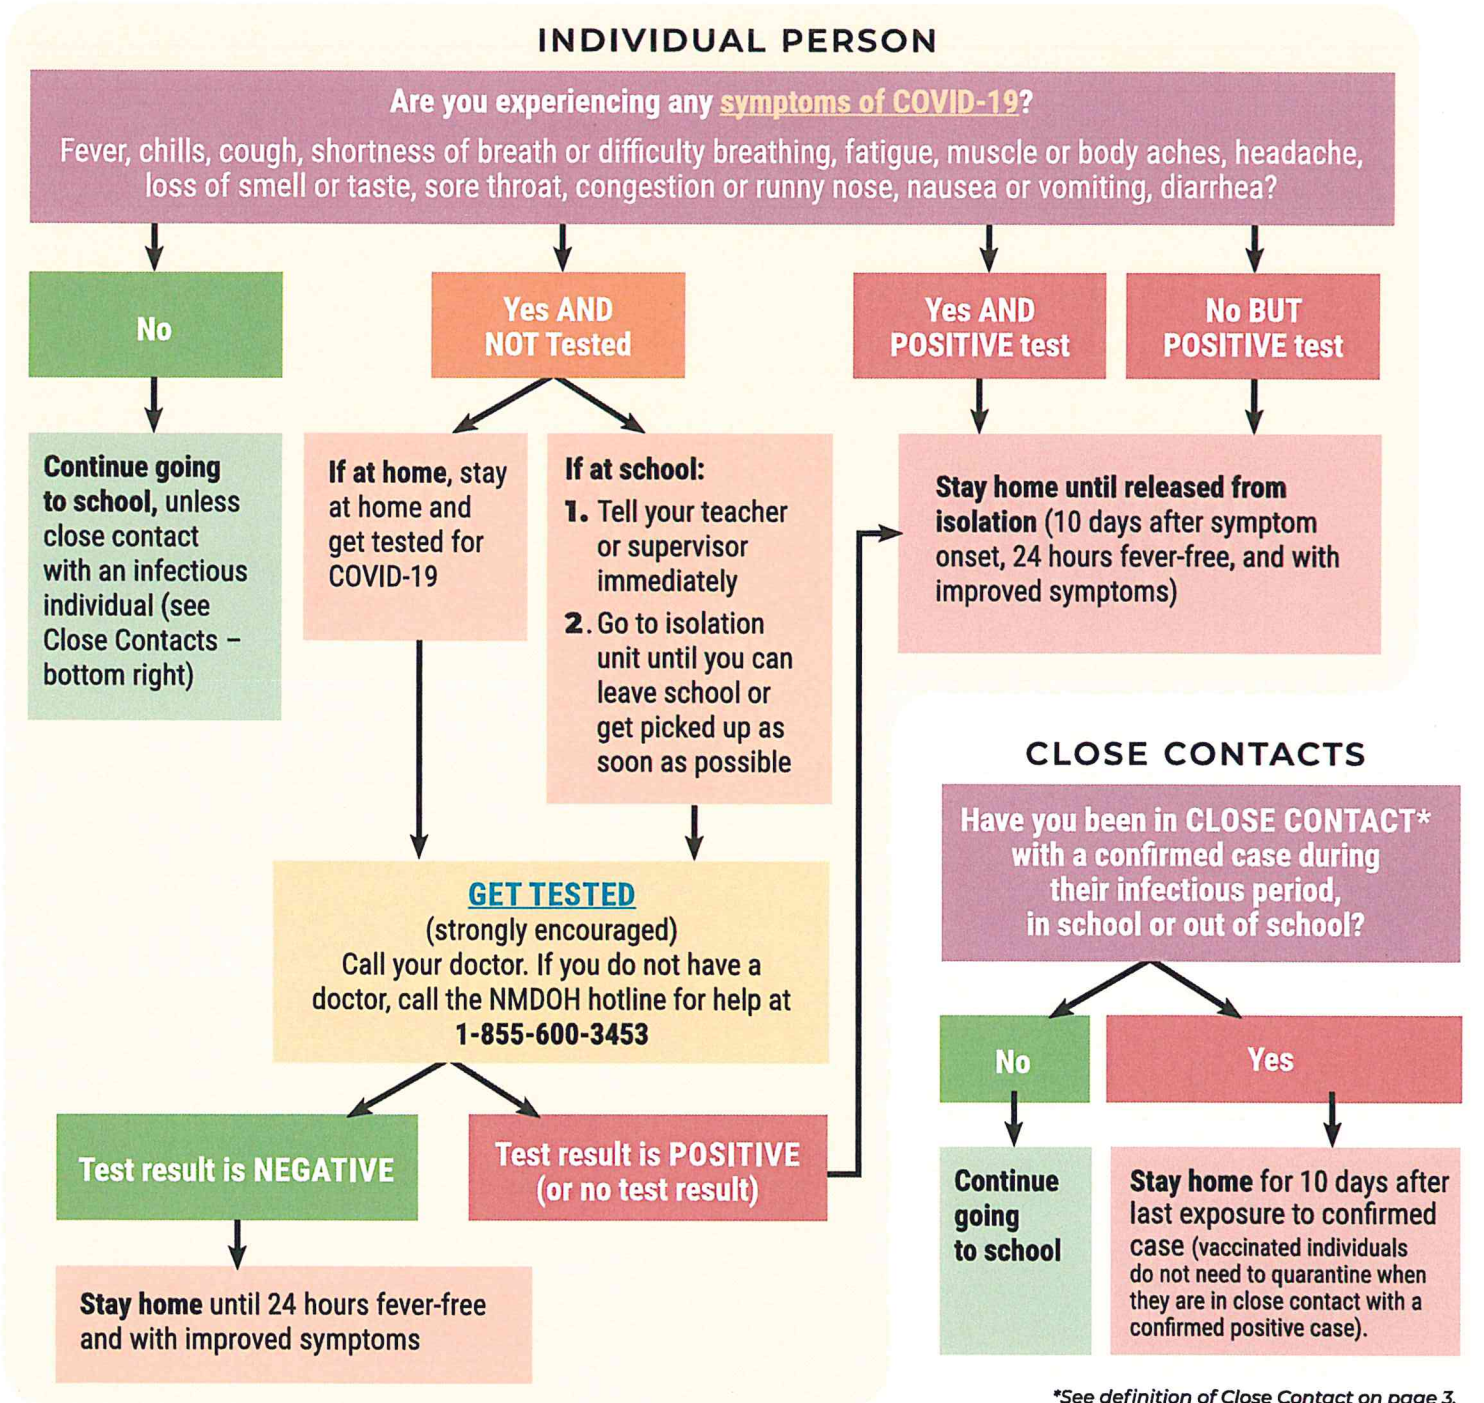 INDIVIDUAL PERSON
Are you experiencing any symptoms of COVID-19?
Fever, chills, cough, shortness of breath or difficulty breathing, fatigue, muscle or body aches, headache,
loss of smell or taste, sore throat, congestion or runny nose, nausea or vomiting, diarrhea?
No
Yes AND
NOT Tested
Yes AND
POSITIVE test
No BUT
POSITIVE test
Continue going
to school, unless
close contact
with an infectious
individual (see
Close Contacts –
bottom right)
If at home, stay
at home and
get tested for
COVID-19
If at school:
1. Tell your teacher
or supervisor
immediately
2. Go to isolation
unit until you can
leave school or
get picked up as
soon as possible
Stay home until released from
isolation (10 days after symptom
onset, 24 hours fever-free, and with
improved symptoms)
GET TESTED
(strongly encouraged)
Call your doctor. If you do not have a
doctor, call the NMDOH hotline for help at
1-855-600-3453
Test result is NEGATIVE
Test result is POSITIVE
(or no test result)
Stay home until 24 hours fever-free
and with improved symptoms
CLOSE CONTACTS
Have you been in CLOSE CONTACT*
with a confirmed case during
their infectious period,
in school or out of school?
No
Yes
Continue
going
to school
Stay home for 10 days after
last exposure to confirmed
case (vaccinated individuals
do not need to quarantine when
they are in close contact with a
confirmed positive case).
*See definition of Close Contact on page 3.